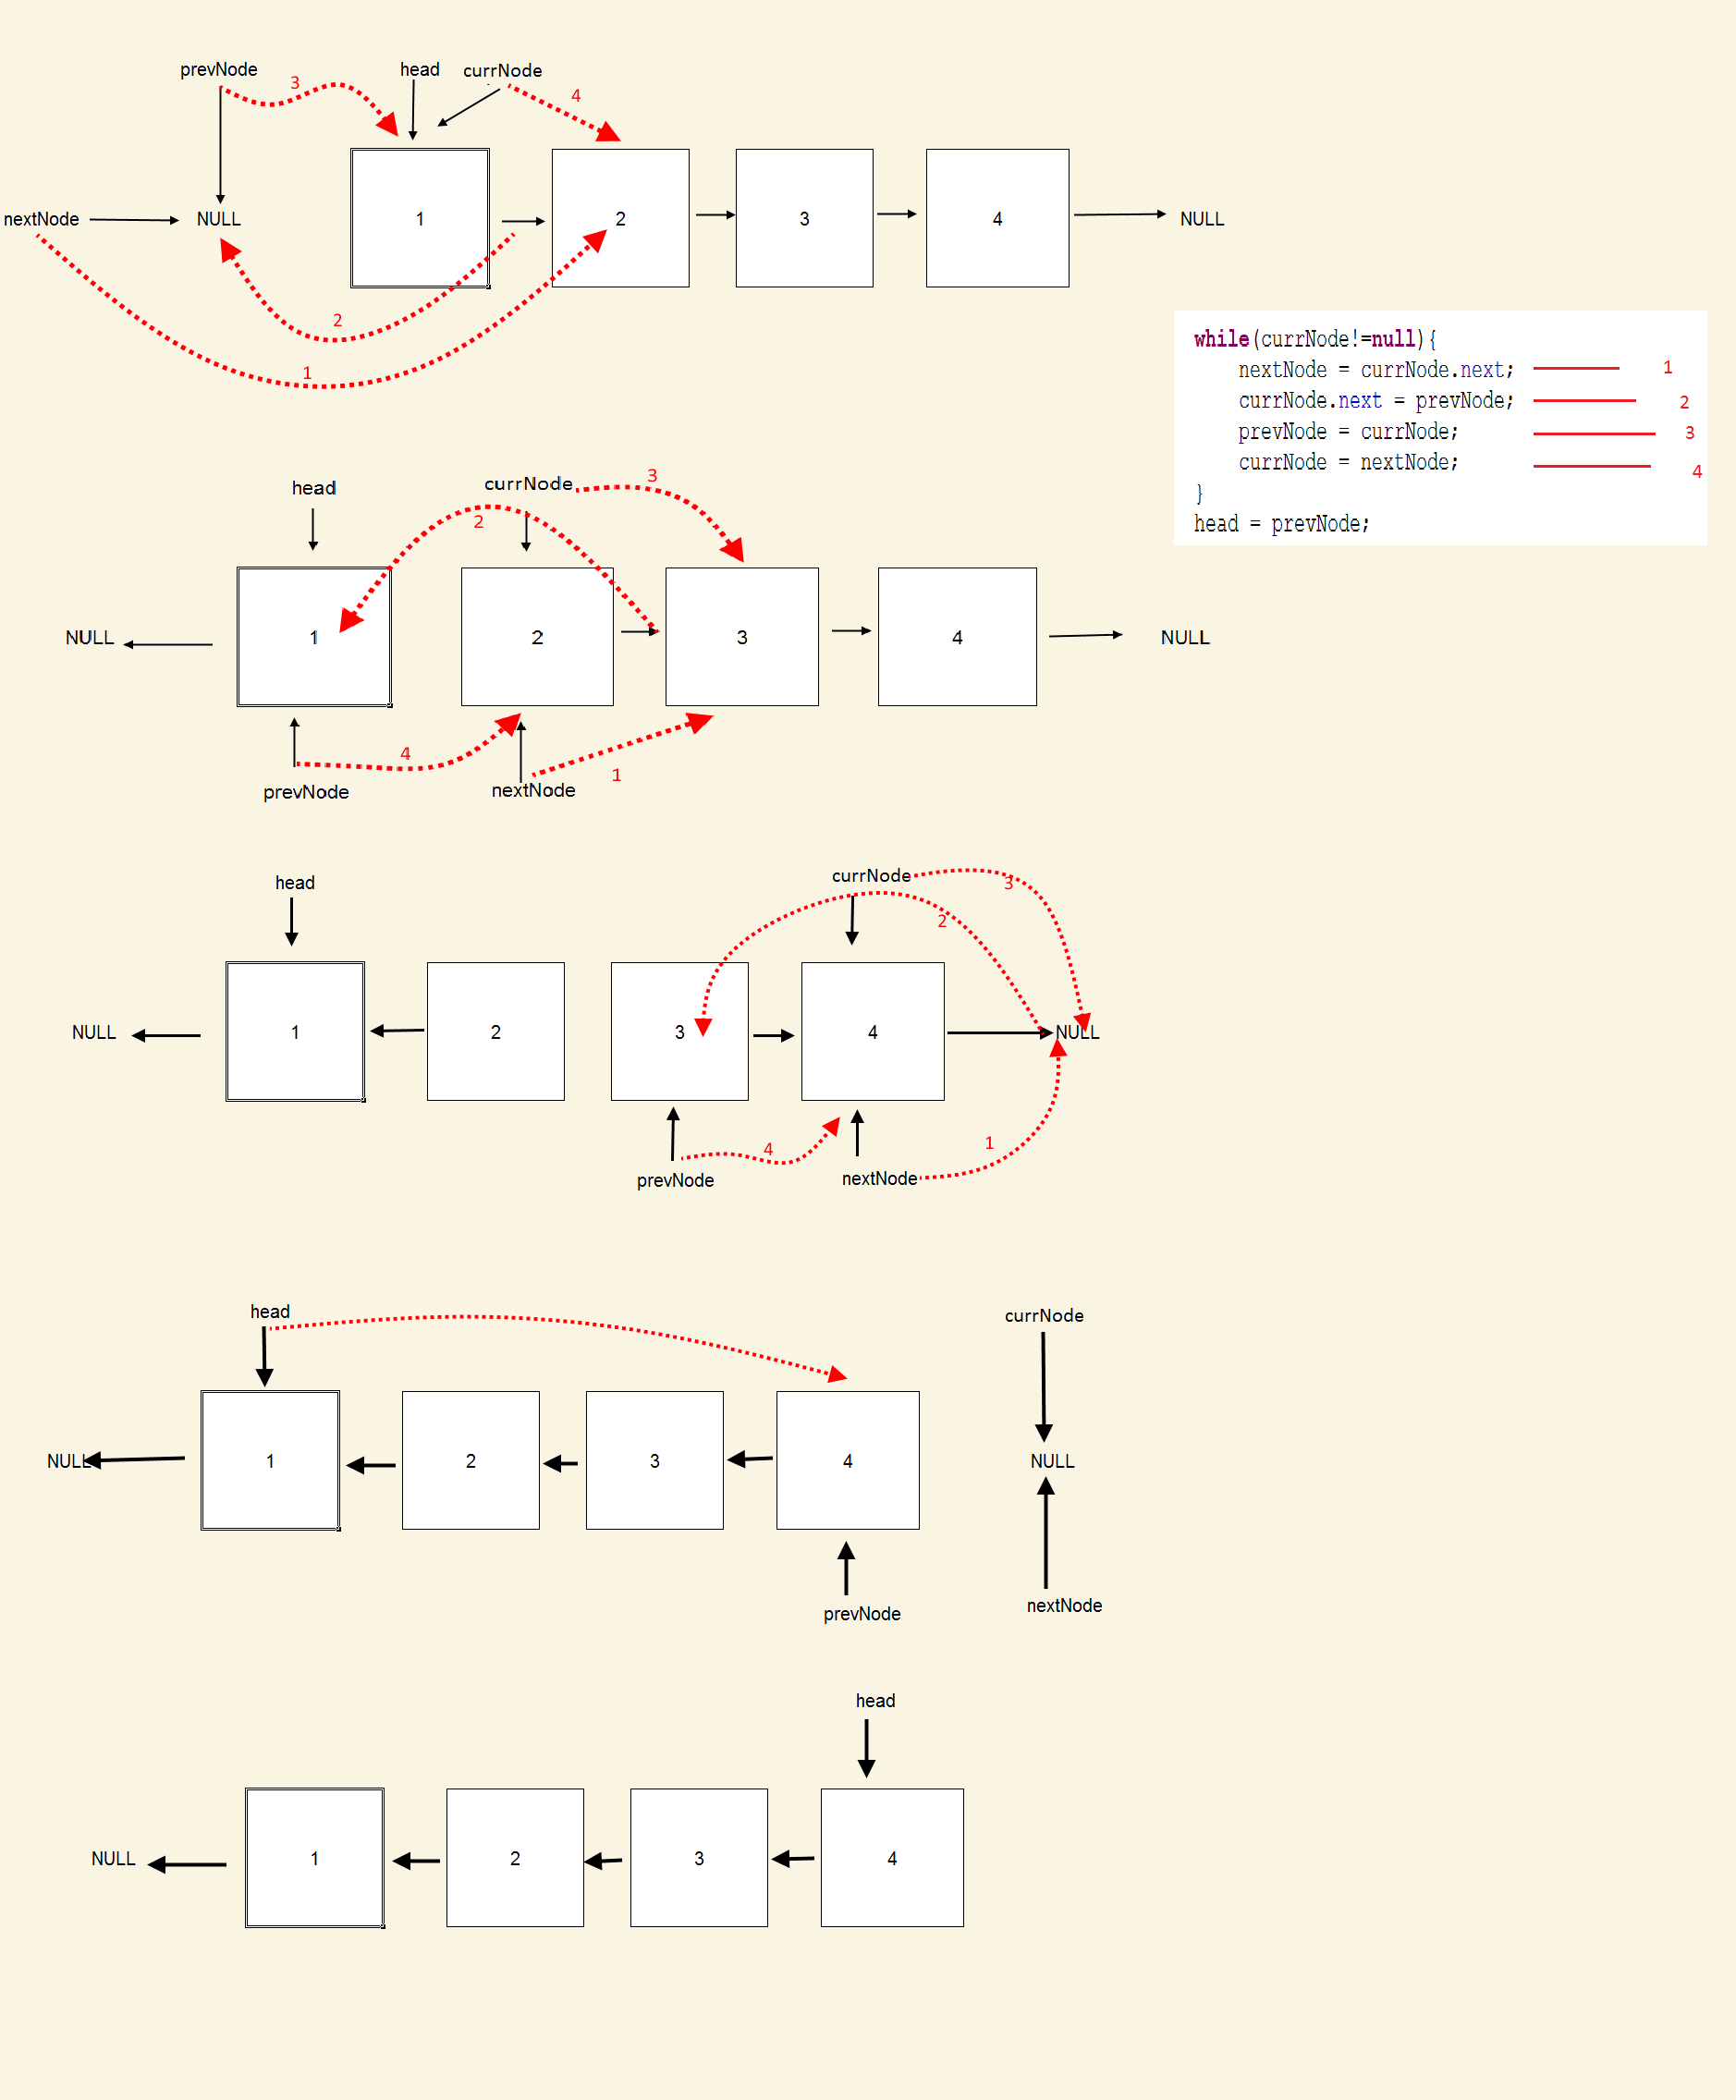 prevNode 3 head currNode 4
nextNode NULL 1 2 3 4 NULL
2
1
while(currNode!=null){
nextNode = currNode.next; 1
currNode.next = prevNode; 2
prevNode = currNode; 3
currNode = nextNode; 4
}
head = prevNode;
head currNode 3
2
NULL 1 2 3 4 NULL
4 1
prevNode nextNode
head currNode 3
2
NULL 1 2 3 4 NULL
4 1
prevNode nextNode
head currNode
NULL 1 2 3 4 NULL
prevNode nextNode
head
NULL 1 2 3 4